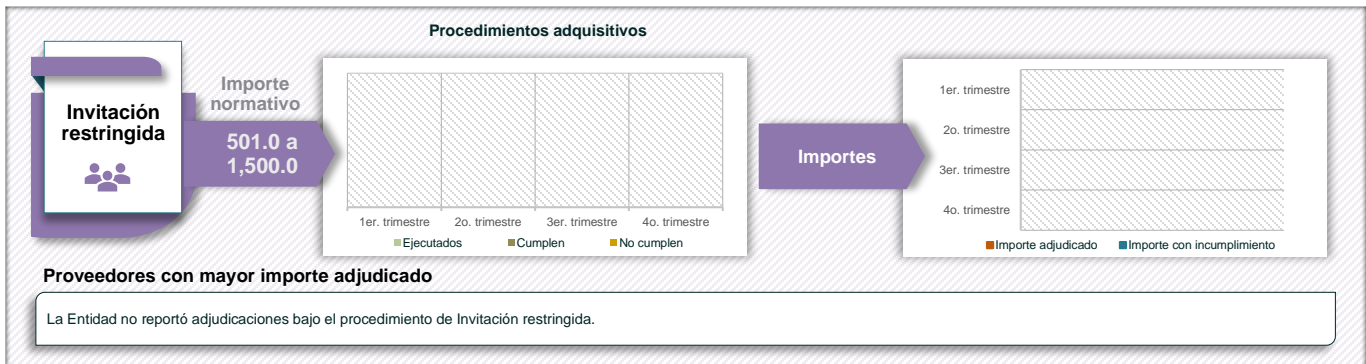 Procedimientos adquisitivos
Invitación
restringida
Importe
normativo
501.0 a
1,500.0
1er. trimestre
2o. trimestre
3er. trimestre
4o. trimestre
Ejecutados
Cumplen
No cumplen
Importes
1er. trimestre
2o. trimestre
3er. trimestre
4o. trimestre
Importe adjudicado
Importe con incumplimiento
Proveedores con mayor importe adjudicado
La Entidad no reportó adjudicaciones bajo el procedimiento de Invitación restringida.